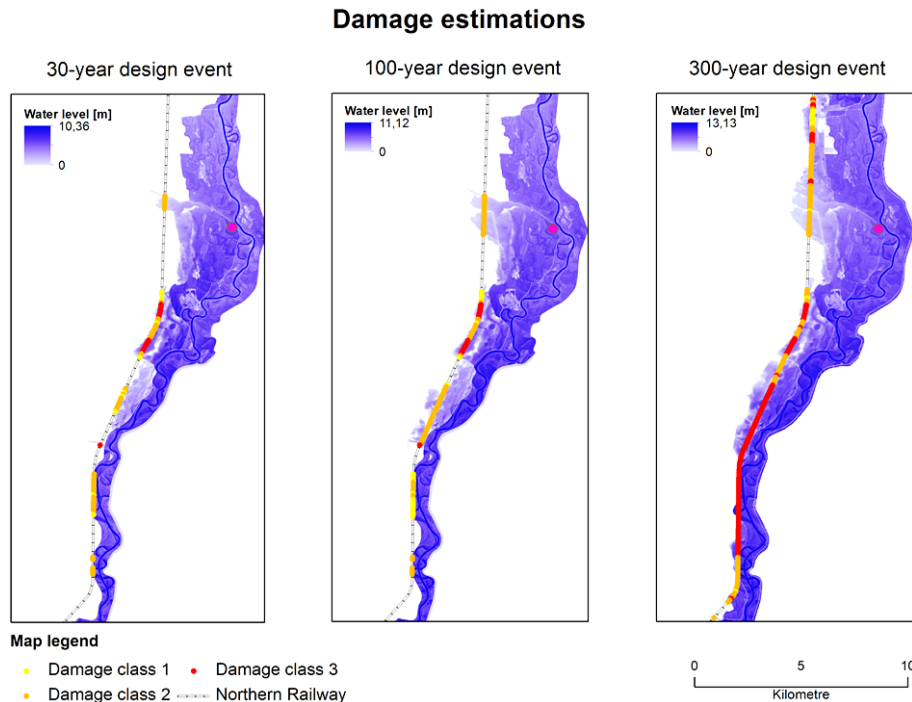 Damage estimations
30-year design event
100-year design event
300-year design event
Water level [m]
10,36
0
Water level [m]
11,12
0
Water level [m]
13,13
0
Map legend
Damage class 1
Damage class 3
Damage class 2
Northern Railway
0
5
10
Kilometre